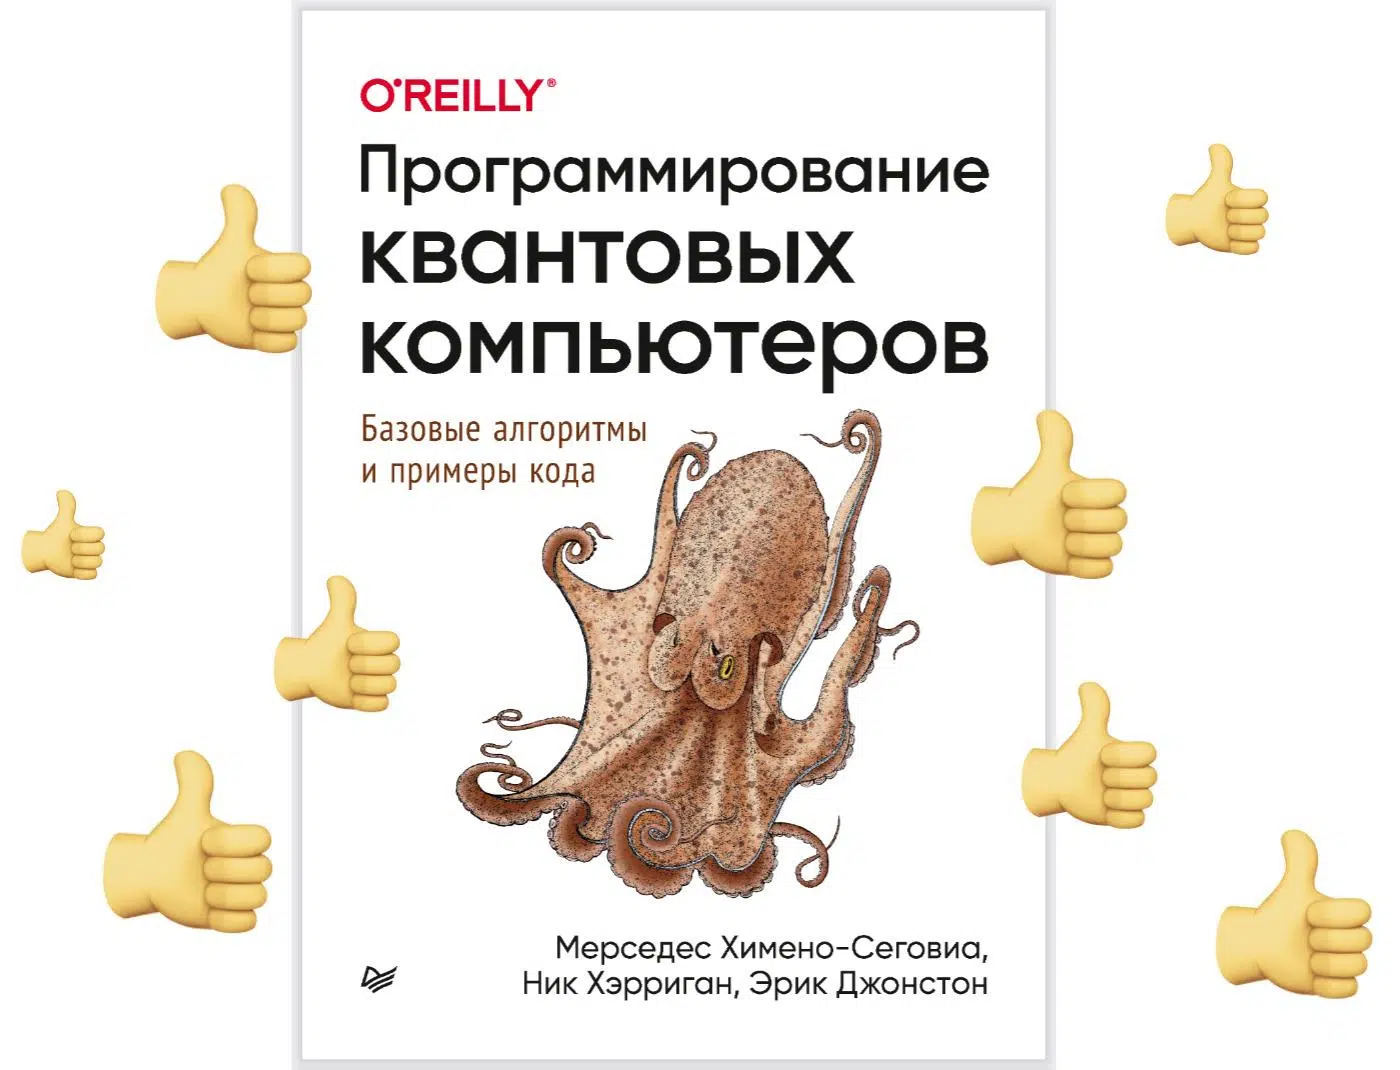 O'REILLY®
Программирование
квантовых
компьютеров
Базовые алгоритмы
и примеры кода
Мерседес Химено-Сеговиа,
Ник Хэрриган, Эрик Джонстон